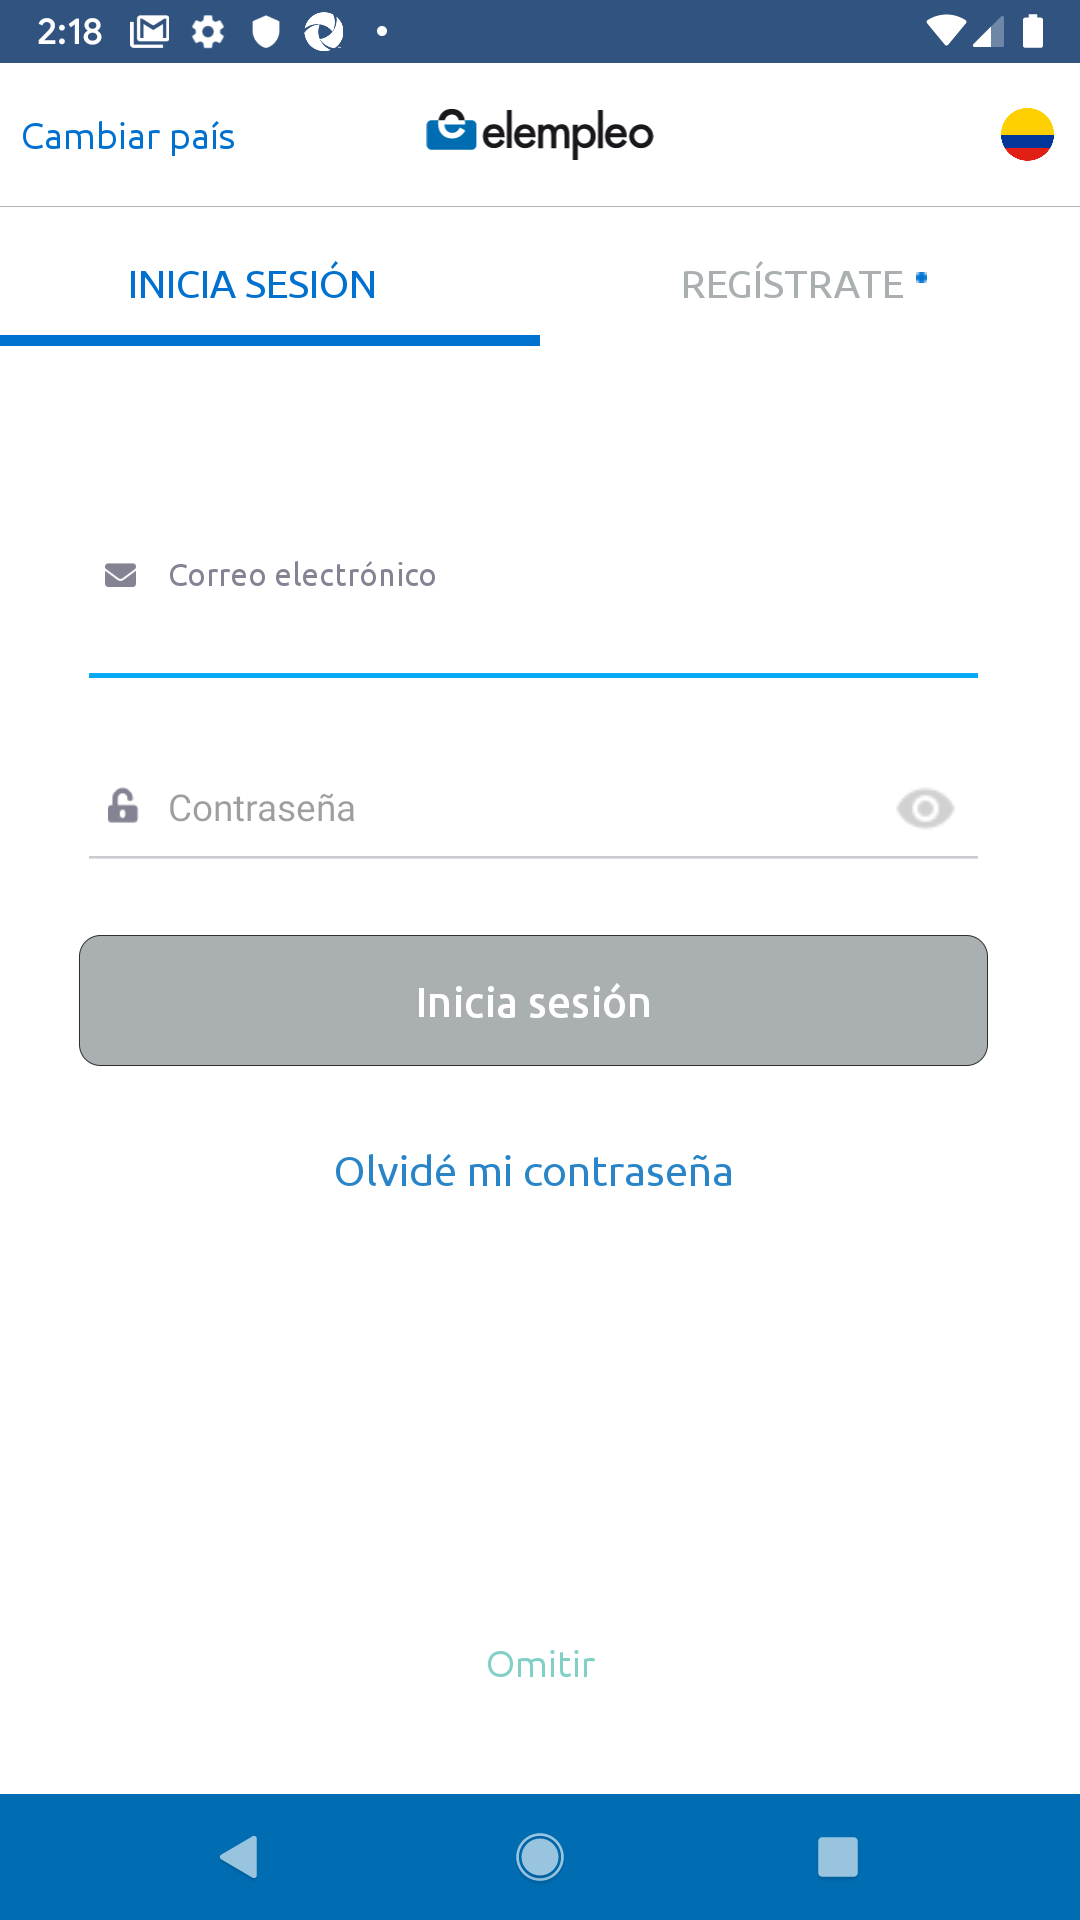 2:18
Cambiar país
elempleo
INICIA SESIÓN
REGÍSTRATE
Correo electrónico
Contraseña
Inicia sesión
Olvidé mi contraseña
Omitir